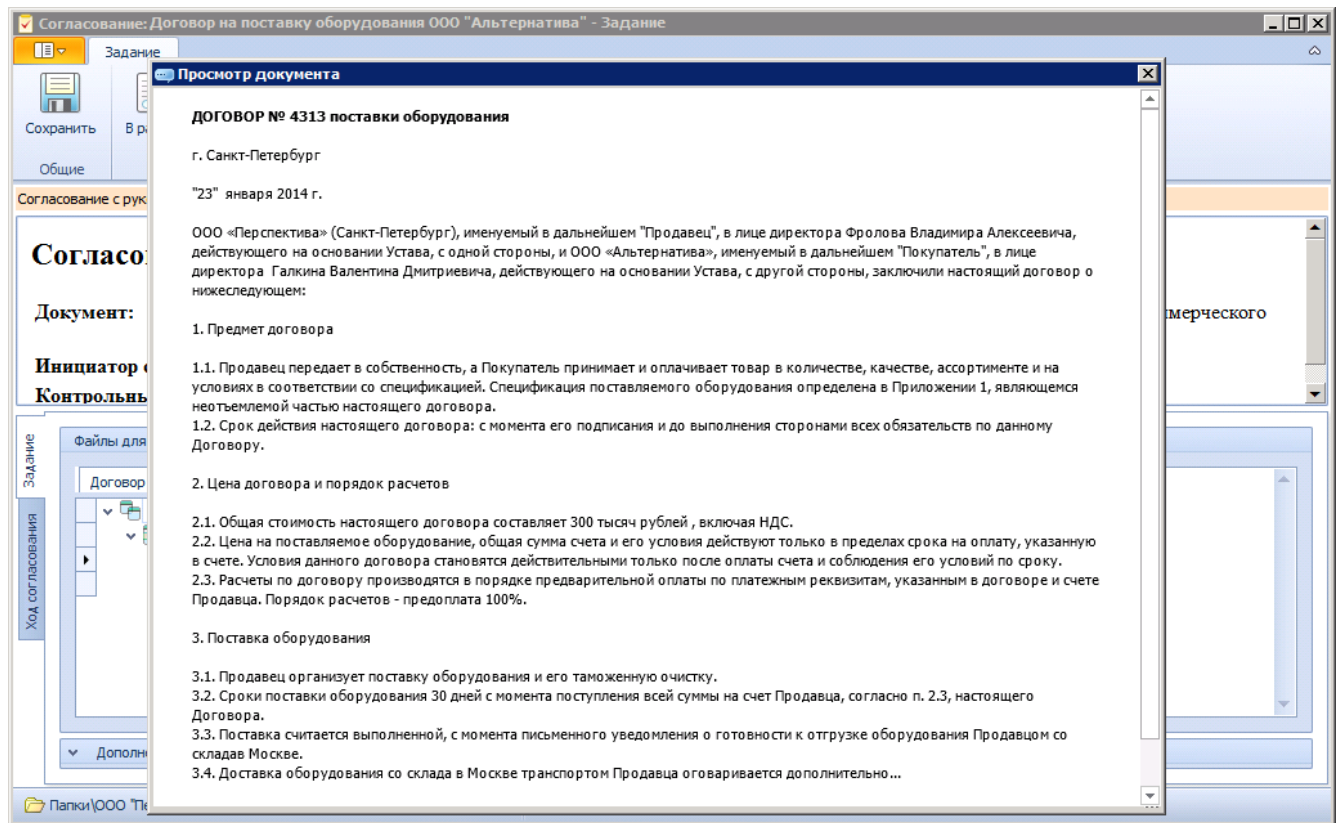 Согласование: Договор на поставку оборудования ООО "Альтернатива" - Задание
Задание
Сохранить
Общие
Согласование с рук
Документ:
мерческого
Инициатор
Задание
Ход согласования
Файлы для
Договор
Папки\ООО
Просмотр документа
ДОГОВОР № 4313 поставки оборудования
г. Санкт-Петербург
"23" января 2014 г.
ООО «Перспектива» (Санкт-Петербург), именуемый в дальнейшем "Продавец", в лице директора Фролова Владимира Алексеевича,
действующего на основании Устава, с одной стороны, и ООО «Альтернатива», именуемый в дальнейшем "Покупатель", в лице
директора Галкина Валентина Дмитриевича, действующего на основании Устава, с другой стороны, заключили настоящий договор о
нижеследующем:
1. Предмет договора
1.1. Продавец передает в собственность, а Покупатель принимает и оплачивает товар в количестве, качестве, ассортименте и на
условиях в соответствии со спецификацией. Спецификация поставляемого оборудования определена в Приложении 1, являющемся
неотъемлемой частью настоящего договора.
1.2. Срок действия настоящего договора: с момента его подписания и до выполнения сторонами всех обязательств по данному
Договору.
2. Цена договора и порядок расчетов
2.1. Общая стоимость настоящего договора составляет 300 тысяч рублей , включая НДС.
2.2. Цена на поставляемое оборудование, общая сумма счета и его условия действуют только в пределах срока на оплату, указанную
в счете. Условия данного договора становятся действительными только после оплаты счета и соблюдения его условий по сроку.
2.3. Расчеты по договору производятся в порядке предварительной оплаты по платежным реквизитам, указанным в договоре и счете
Продавца. Порядок расчетов - предоплата 100%.
3. Поставка оборудования
3.1. Продавец организует поставку оборудования и его таможенную очистку.
3.2. Сроки поставки оборудования 30 дней с момента поступления всей суммы на счет Продавца, согласно п. 2.3, настоящего
Договора.
3.3. Поставка считается выполненной, с момента письменного уведомления о готовности к отгрузке оборудования Продавцом со
складав Москве.
3.4. Доставка оборудования со склада в Москве транспортом Продавца оговаривается дополнительно...